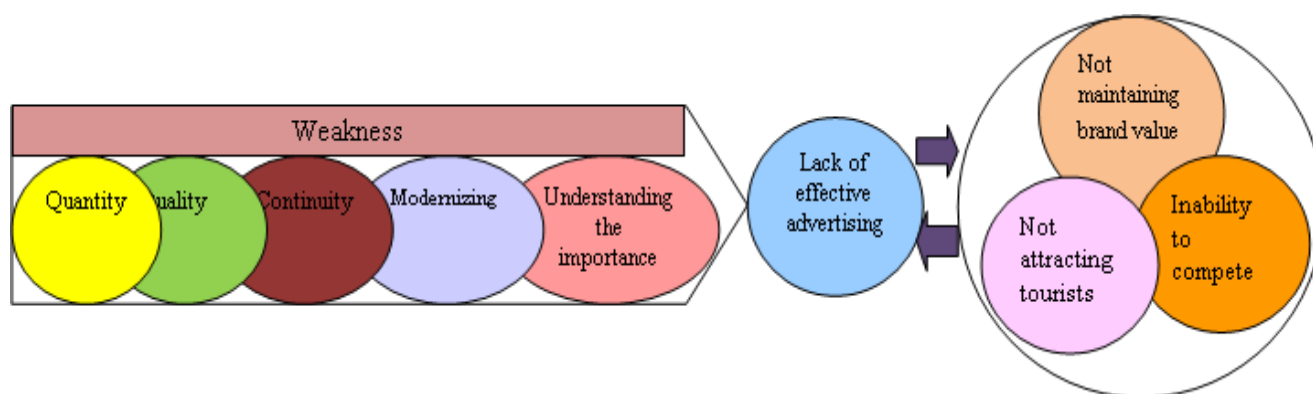 Weakness
Quantity
uality
Continuity
Modernizing
Understanding
the
importance
Lack of
effective
advertising
Not
maintaining
brand value
Not
attracting
tourists
Inability
to
compete